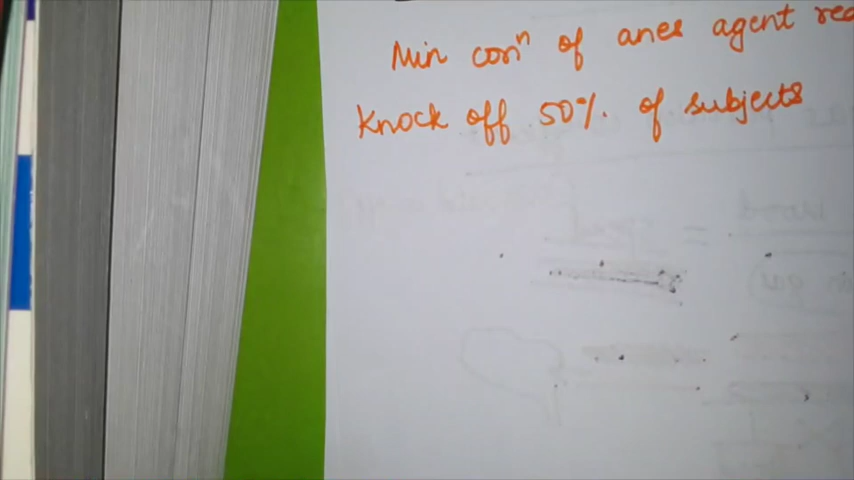 Min conⁿ of anes agent
Knock off 50% of subjects